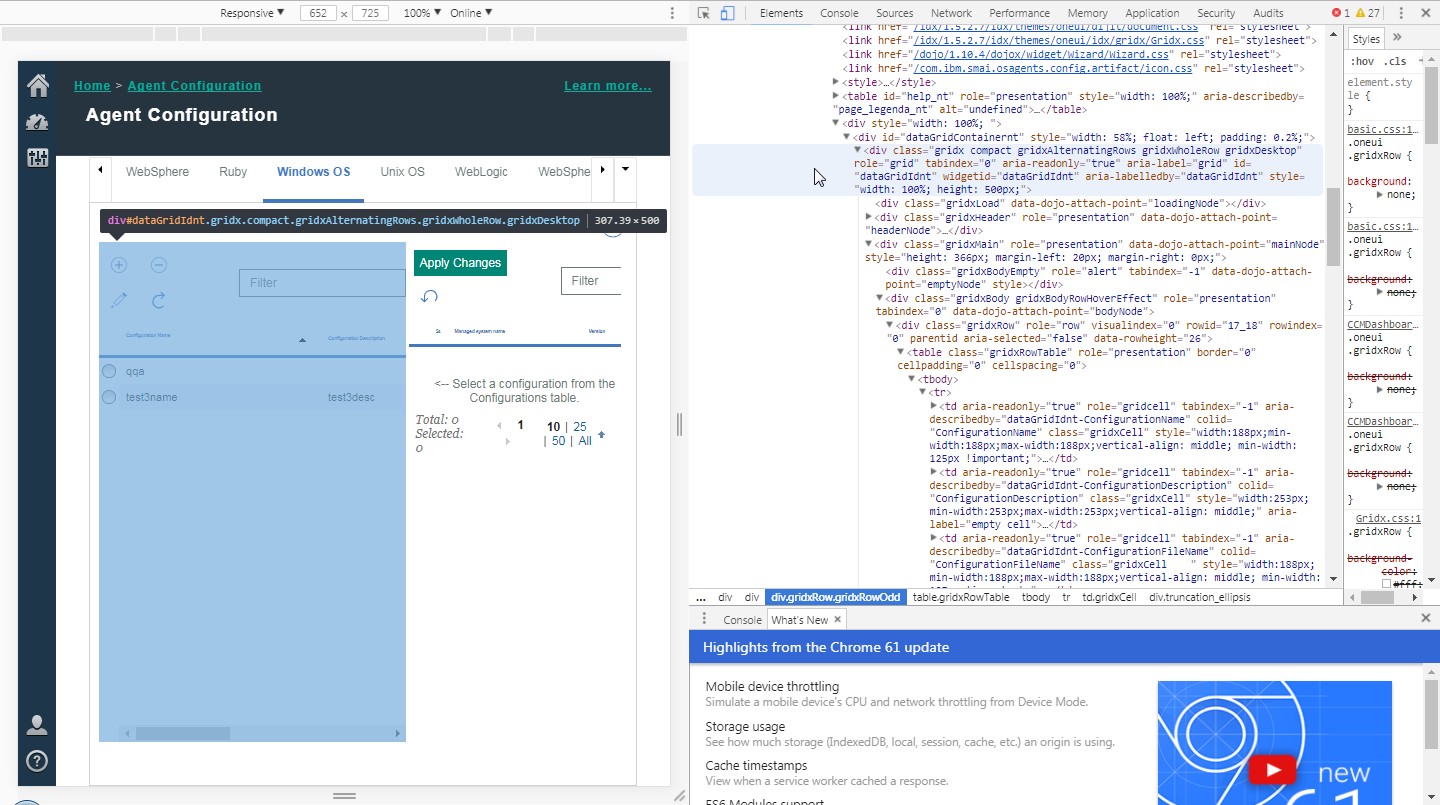 Responsive ▼ 652 × 725 100% ▼ Online ▼
Home > Agent Configuration Learn more...
Agent Configuration
WebSphere Ruby Windows OS Unix OS WebLogic WebSphe
div#dataGridIdnt.gridx.compact.gridxAlternatingRows.gridxWholeRow.gridxDesktop | 307.39 × 500
Filter
Configuration Name
Configuration Description
qqa
test3name test3desc
Apply Changes
Filter
Managed system name Version
<-- Select a configuration from the
Configurations table.
Total: 0
Selected:
0
1
10 | 25
| 50 | All
Elements Console Sources Network Performance Memory Application Security Audits 1 27
<link href="/idx/1.5.2.7/idx/themes/oneui/dijit/document.css" rel="stylesheet">
<link href="/idx/1.5.2.7/idx/themes/oneui/idx/gridx/Gridx.css" rel="stylesheet">
<link href="/dojo/1.10.4/dojox/widget/Wizard/Wizard.css" rel="stylesheet">
<link href="/com.ibm.smai.osagents.config.artifact/icon.css" rel="stylesheet">
<style>…</style>
<table id="help_nt" role="presentation" style="width: 100%;" aria-describedby=
"page_legenda_nt" alt="undefined">…</table>
<div style="width: 100%; ">
<div id="dataGridContainernt" style="width: 58%; float: left; padding: 0.2%;">
<div class="gridx compact gridxAlternatingRows gridxWholeRow gridxDesktop"
role="grid" tabindex="0" aria-readonly="true" aria-label="grid" id=
"dataGridIdnt" widgetid="dataGridIdnt" aria-labelledby="dataGridIdnt" style=
"width: 100%; height: 500px;">
<div class="gridxLoad" data-dojo-attach-point="loadingNode"></div>
<div class="gridxHeader" role="presentation" data-dojo-attach-point=
"headerNode">…</div>
<div class="gridxMain" role="presentation" data-dojo-attach-point="mainNode"
style="height: 366px; margin-left: 20px; margin-right: 0px;">
<div class="gridxBodyEmpty" role="alert" tabindex="-1" data-dojo-attach-
point="emptyNode" style></div>
<div class="gridxBody gridxBodyRowHoverEffect" role="presentation"
tabindex="0" data-dojo-attach-point="bodyNode">
<div class="gridxRow" role="row" visualindex="0" rowid="17_18" rowindex=
"0" parentid aria-selected="false" data-rowheight="26">
<table class="gridxRowTable" role="presentation" border="0"
cellpadding="0" cellspacing="0">
<tbody>
<tr>
<td aria-readonly="true" role="gridcell" tabindex="-1" aria-
describedby="dataGridIdnt-ConfigurationName" colid=
"ConfigurationName" class="gridxCell" style="width:188px;min-
width:188px;max-width:188px;vertical-align: middle; min-width:
125px !important;">…</td>
<td aria-readonly="true" role="gridcell" tabindex="-1" aria-
describedby="dataGridIdnt-ConfigurationDescription" colid=
"ConfigurationDescription" class="gridxCell" style="width:253px;
min-width:253px;max-width:253px;vertical-align: middle;" aria-
label="empty cell">…</td>
<td aria-readonly="true" role="gridcell" tabindex="-1" aria-
describedby="dataGridIdnt-ConfigurationFileName" colid=
"ConfigurationFileName" class="gridxCell " style="width:188px;
min-width:188px;max-width:188px;vertical-align: middle; min-width:
... div div div.gridxRow.gridxRowOdd table.gridxRowTable tbody tr td.gridxCell div.truncation_ellipsis
Styles »
:hov .cls +
element.sty
le {
}
basic.css:1…
.oneui
.gridxRow {
background:
none;
}
basic.css:1…
.oneui
.gridxRow {
background:
none;
}
CCMDashboar…
.oneui
.gridxRow {
background:
none;
}
CCMDashboar…
.oneui
.gridxRow {
background:
none;
}
Gridx.css:1
.gridxRow {
background-
color:
#fff;
Console What's New ×
Highlights from the Chrome 61 update
Mobile device throttling
Simulate a mobile device's CPU and network throttling from Device Mode.
Storage usage
See how much storage (IndexedDB, local, session, cache, etc.) an origin is using.
Cache timestamps
View when a service worker cached a response.
ES6 Modules support
new
61